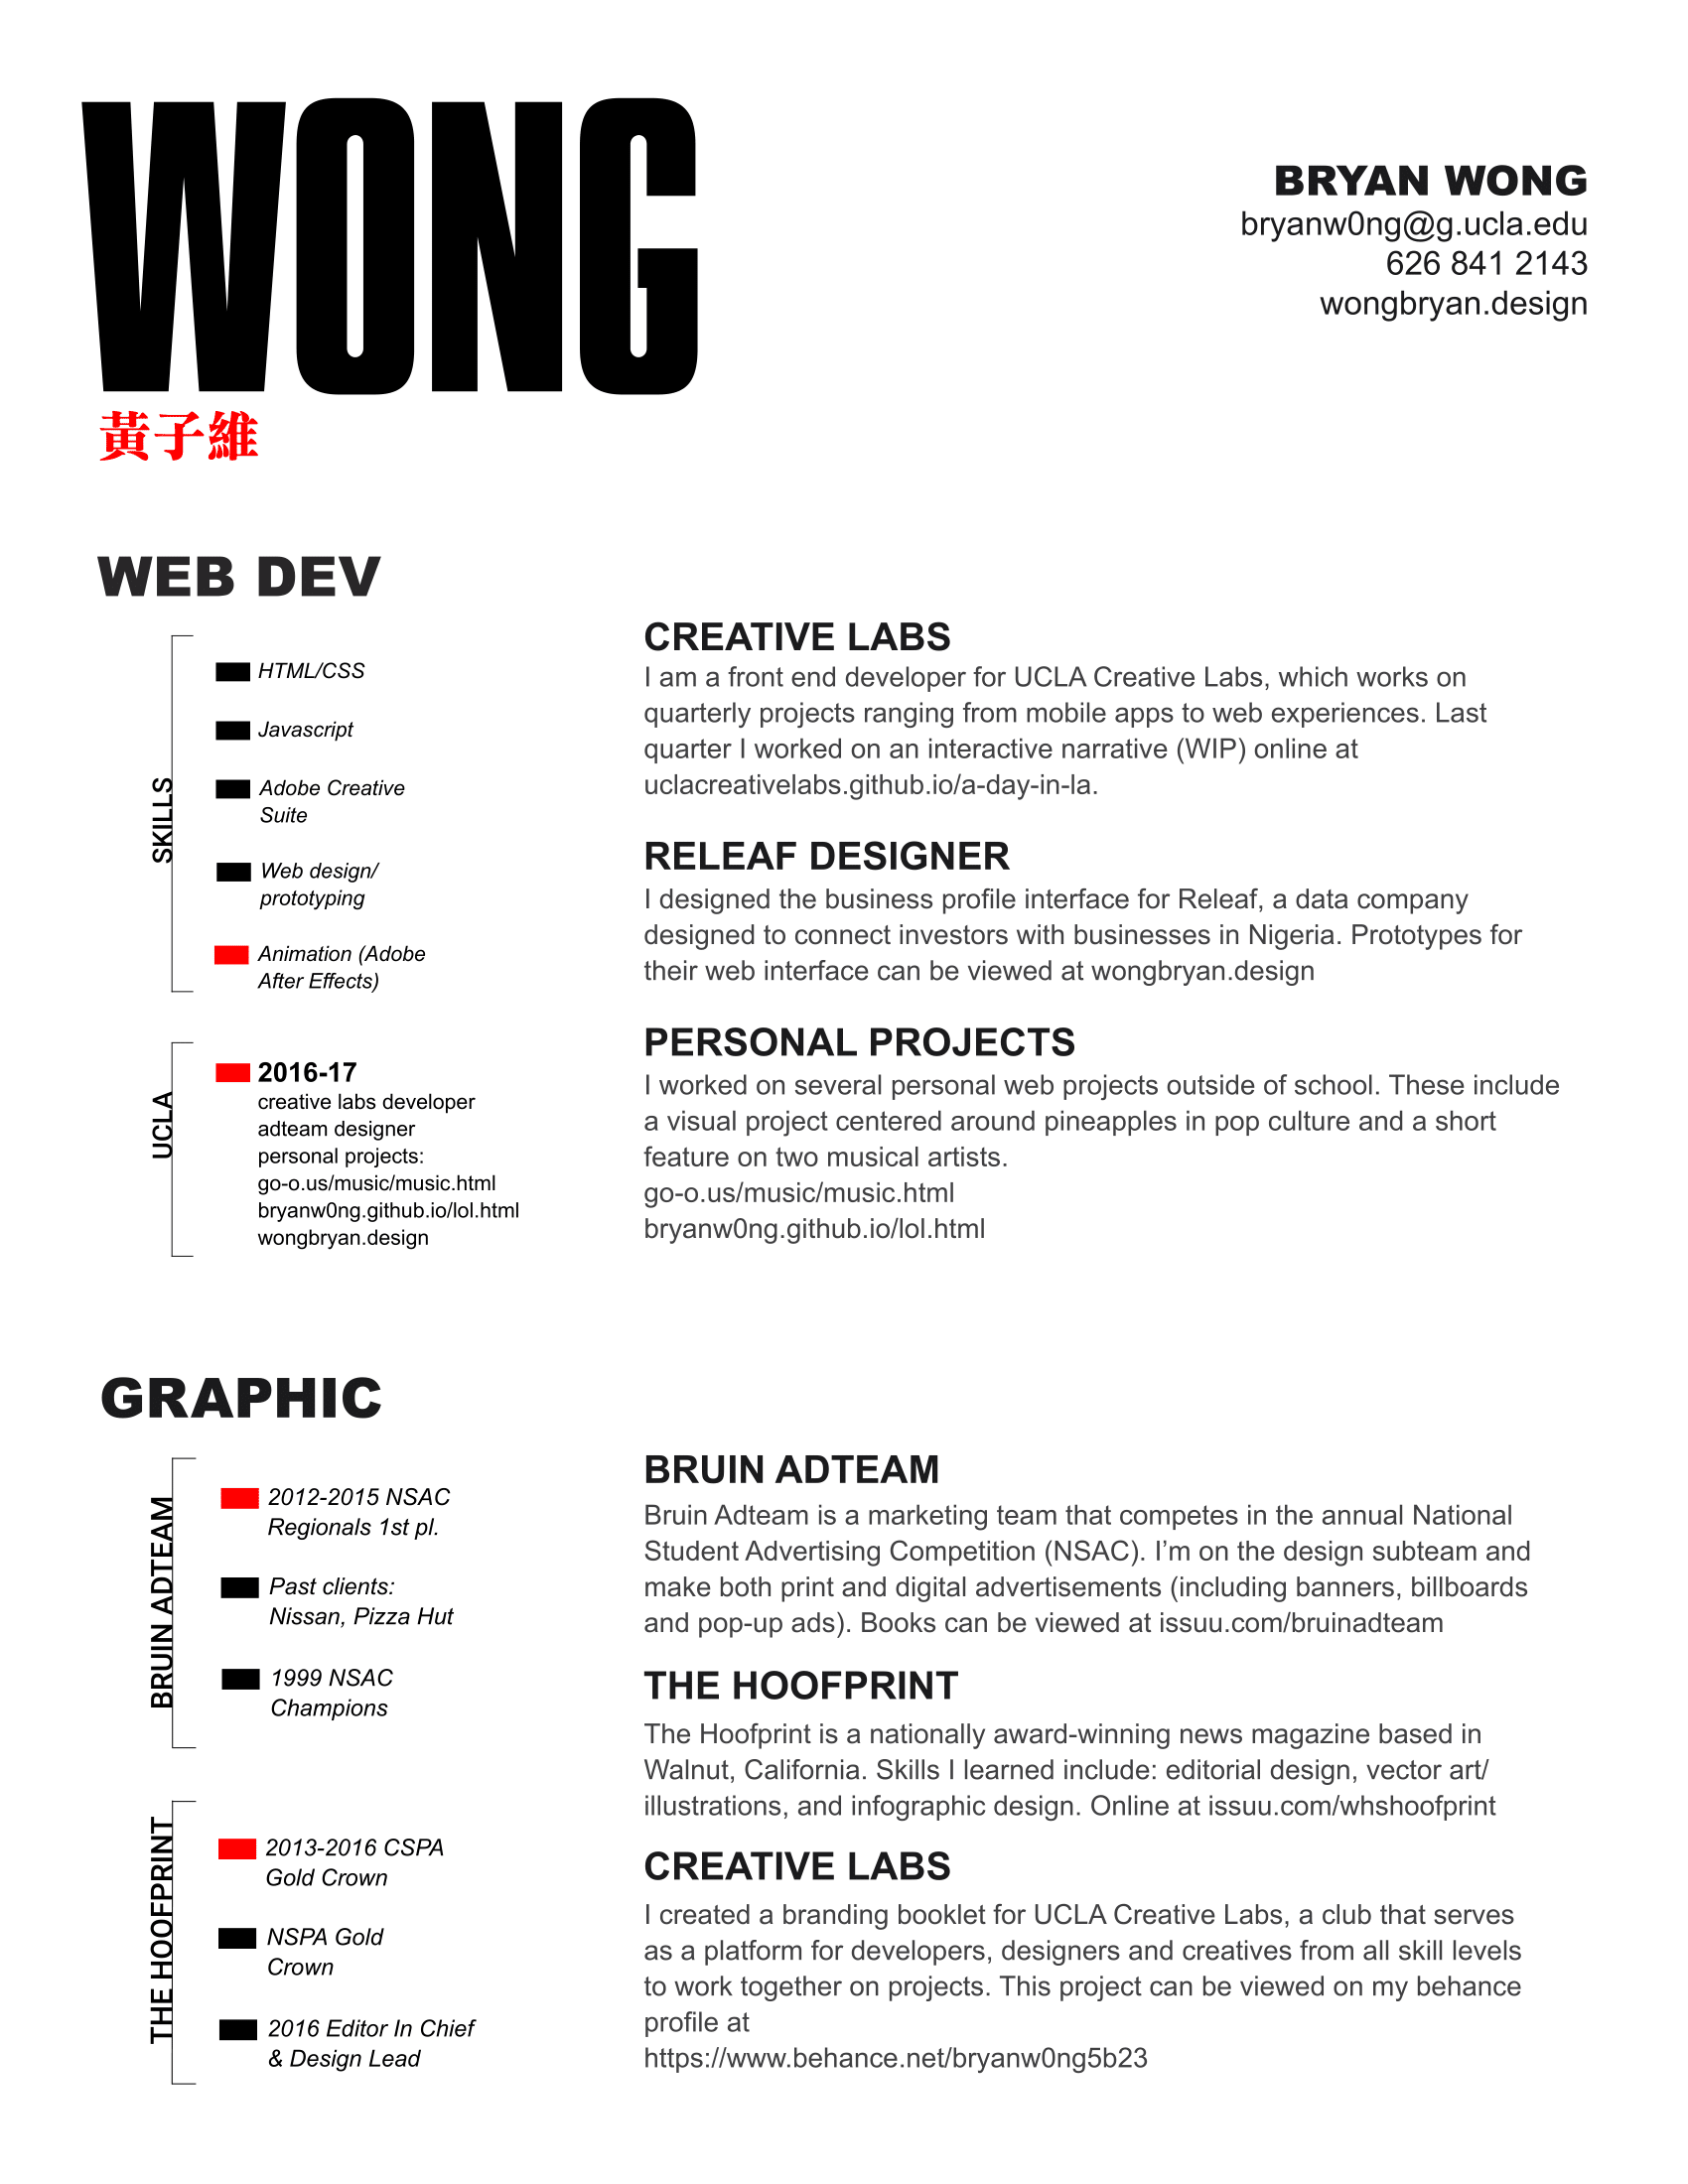 WONG
黃子維
BRYAN WONG
bryanw0ng@g.ucla.edu
626 841 2143
wongbryan.design
WEB DEV
SKILLS
HTML/CSS
Javascript
Adobe Creative
Suite
Web design/
prototyping
Animation (Adobe
After Effects)
UCLA
2016-17
creative labs developer
adteam designer
personal projects:
go-o.us/music/music.html
bryanw0ng.github.io/lol.html
wongbryan.design
CREATIVE LABS
I am a front end developer for UCLA Creative Labs, which works on
quarterly projects ranging from mobile apps to web experiences. Last
quarter I worked on an interactive narrative (WIP) online at
uclacreativelabs.github.io/a-day-in-la.
RELEAF DESIGNER
I designed the business profile interface for Releaf, a data company
designed to connect investors with businesses in Nigeria. Prototypes for
their web interface can be viewed at wongbryan.design
PERSONAL PROJECTS
I worked on several personal web projects outside of school. These include
a visual project centered around pineapples in pop culture and a short
feature on two musical artists.
go-o.us/music/music.html
bryanw0ng.github.io/lol.html
GRAPHIC
BRUIN ADTEAM
2012-2015 NSAC
Regionals 1st pl.
Past clients:
Nissan, Pizza Hut
1999 NSAC
Champions
THE HOOFPRINT
2013-2016 CSPA
Gold Crown
NSPA Gold
Crown
2016 Editor In Chief
& Design Lead
BRUIN ADTEAM
Bruin Adteam is a marketing team that competes in the annual National
Student Advertising Competition (NSAC). I’m on the design subteam and
make both print and digital advertisements (including banners, billboards
and pop-up ads). Books can be viewed at issuu.com/bruinadteam
THE HOOFPRINT
The Hoofprint is a nationally award-winning news magazine based in
Walnut, California. Skills I learned include: editorial design, vector art/
illustrations, and infographic design. Online at issuu.com/whshoofprint
CREATIVE LABS
I created a branding booklet for UCLA Creative Labs, a club that serves
as a platform for developers, designers and creatives from all skill levels
to work together on projects. This project can be viewed on my behance
profile at
https://www.behance.net/bryanw0ng5b23